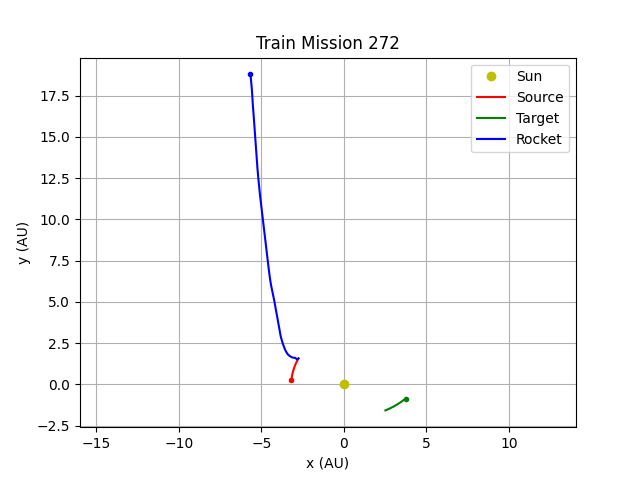 Train Mission 272
Sun
Source
Target
Rocket
17.5
15.0
12.5
10.0
7.5
5.0
2.5
0.0
−2.5
y (AU)
−15 −10 −5 0 5 10
x (AU)